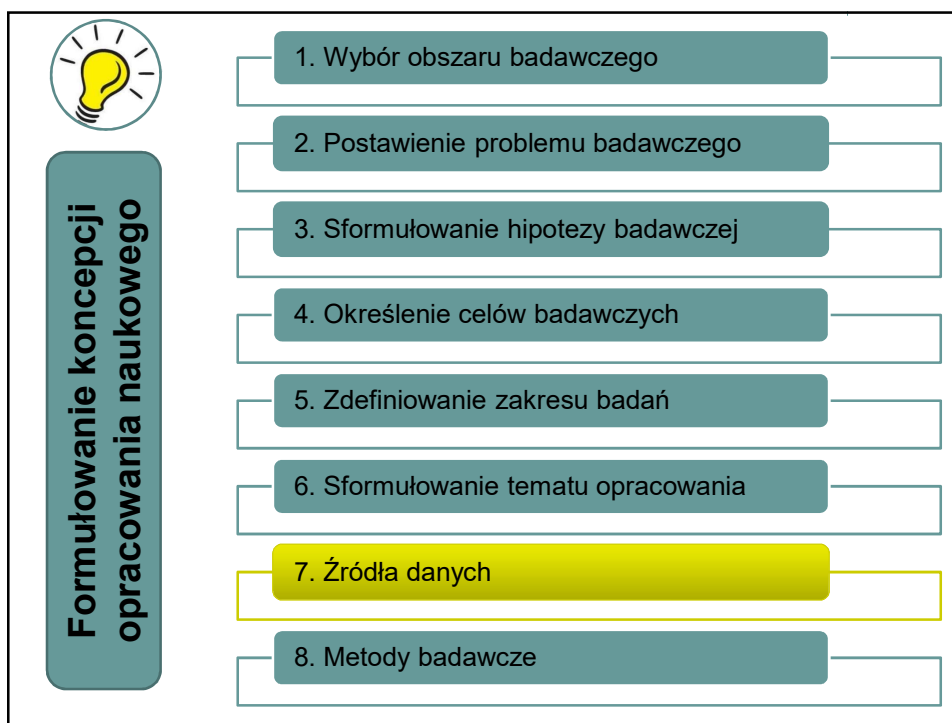 Formułowanie koncepcji
opracowania naukowego
1. Wybór obszaru badawczego
2. Postawienie problemu badawczego
3. Sformułowanie hipotezy badawczej
4. Określenie celów badawczych
5. Zdefiniowanie zakresu badań
6. Sformułowanie tematu opracowania
7. Źródła danych
8. Metody badawcze